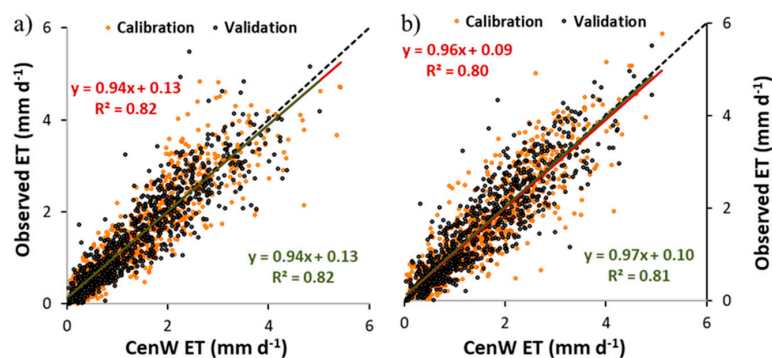 a)
Calibration
Validation
y = 0.94x + 0.13
R² = 0.82
y = 0.94x + 0.13
R² = 0.82
Observed ET (mm d⁻¹)
6
4
2
0
0
2
4
6
CenW ET (mm d⁻¹)
b)
Calibration
Validation
y = 0.96x + 0.09
R² = 0.80
y = 0.97x + 0.10
R² = 0.81
0
2
4
6
CenW ET (mm d⁻¹)
6
4
2
0
Observed ET (mm d⁻¹)